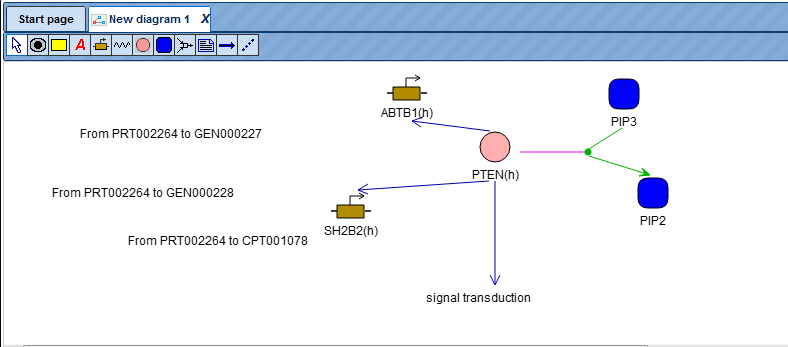 Start page
New diagram 1 X
A
ABTB1(h)
PIP3
From PRT002264 to GEN000227
PTEN(h)
From PRT002264 to GEN000228
PIP2
SH2B2(h)
From PRT002264 to CPT001078
signal transduction